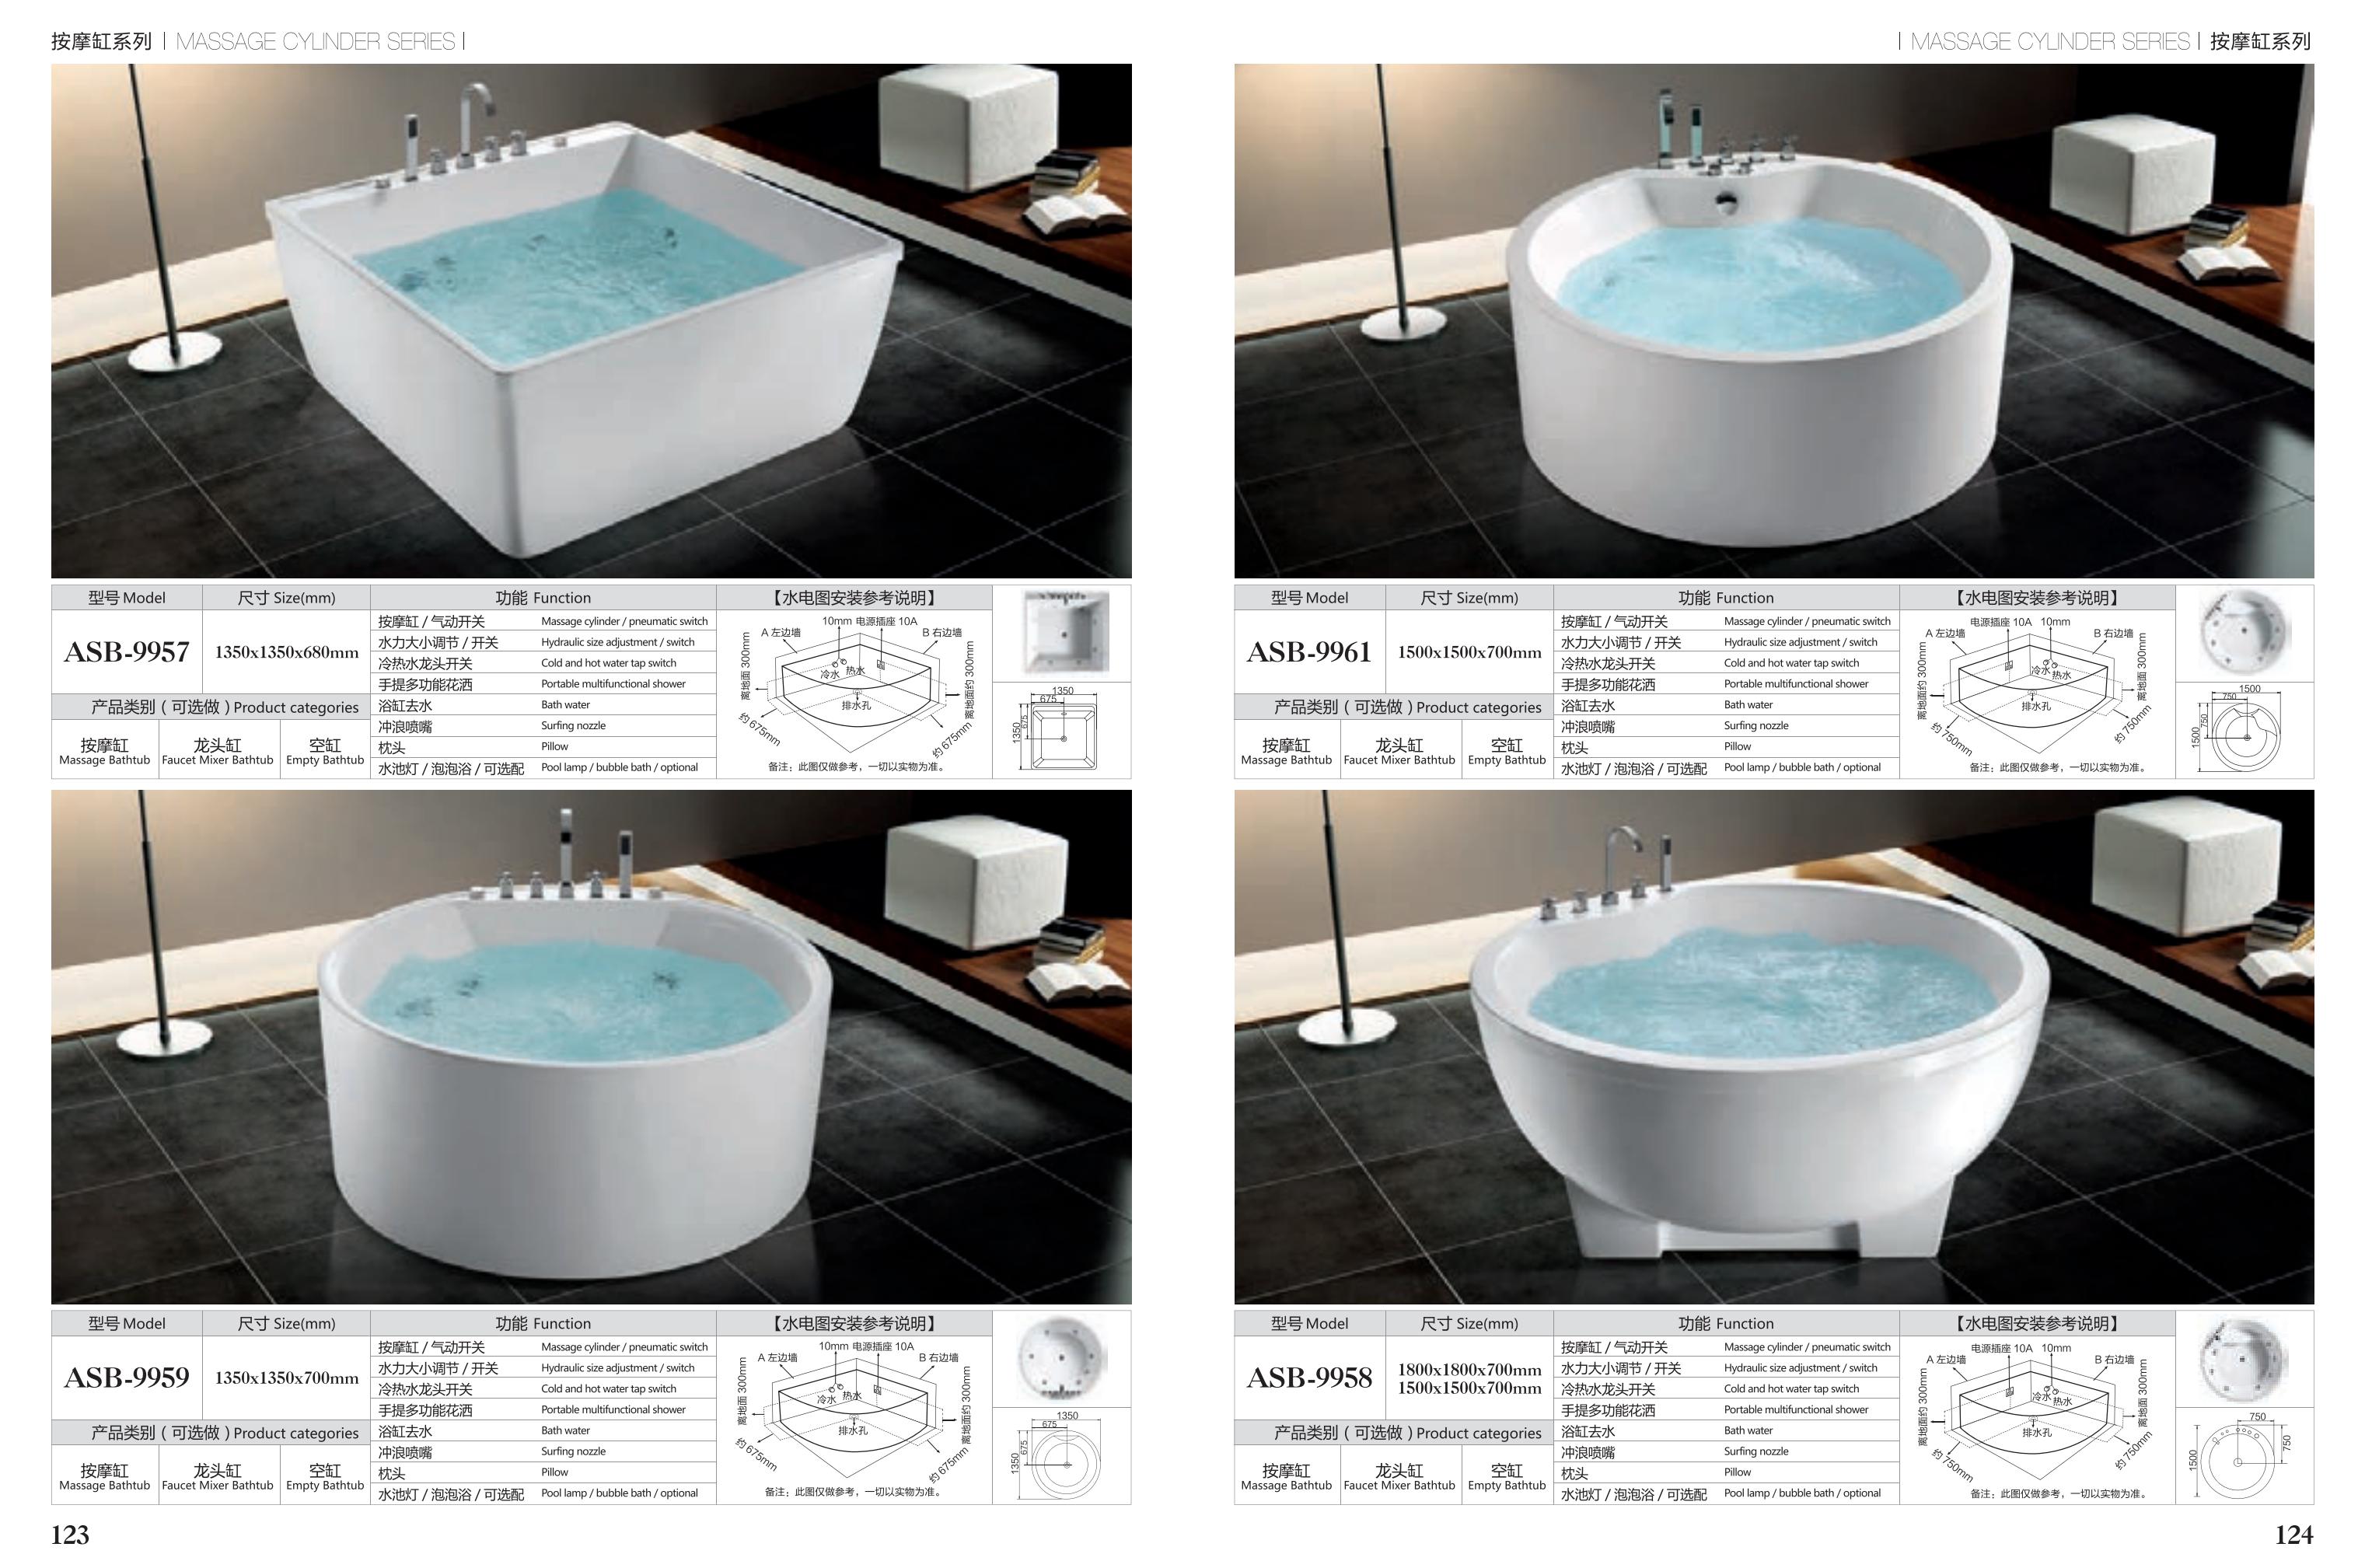 按摩缸系列 | MASSAGE CYLINDER SERIES |
型号 Model
尺寸 Size(mm)
功能 Function
【水电图安装参考说明】
ASB-9957
1350x1350x680mm
产品类别 ( 可选做 ) Product categories
按摩缸
Massage Bathtub
龙头缸
Faucet Mixer Bathtub
空缸
Empty Bathtub
按摩缸 / 气动开关 Massage cylinder / pneumatic switch
水力大小调节 / 开关 Hydraulic size adjustment / switch
冷热水龙头开关 Cold and hot water tap switch
手提多功能花洒 Portable multifunctional shower
浴缸去水 Bath water
冲浪喷嘴 Surfing nozzle
枕头 Pillow
水池灯 / 泡泡浴 / 可选配 Pool lamp / bubble bath / optional
10mm 电源插座 10A
A 左边墙
B 右边墙
离地面 300mm
冷水 热水
离地面约 300mm
排水孔
约 675mm
约 675mm
备注：此图仅做参考，一切以实物为准。
1350
675
1350
675
型号 Model
尺寸 Size(mm)
功能 Function
【水电图安装参考说明】
ASB-9959
1350x1350x700mm
产品类别 ( 可选做 ) Product categories
按摩缸
Massage Bathtub
龙头缸
Faucet Mixer Bathtub
空缸
Empty Bathtub
按摩缸 / 气动开关 Massage cylinder / pneumatic switch
水力大小调节 / 开关 Hydraulic size adjustment / switch
冷热水龙头开关 Cold and hot water tap switch
手提多功能花洒 Portable multifunctional shower
浴缸去水 Bath water
冲浪喷嘴 Surfing nozzle
枕头 Pillow
水池灯 / 泡泡浴 / 可选配 Pool lamp / bubble bath / optional
10mm 电源插座 10A
A 左边墙
B 右边墙
离地面 300mm
冷水 热水
离地面约 300mm
排水孔
约 675mm
约 675mm
备注：此图仅做参考，一切以实物为准。
1350
675
1350
675
123
| MASSAGE CYLINDER SERIES | 按摩缸系列
型号 Model
尺寸 Size(mm)
功能 Function
【水电图安装参考说明】
ASB-9961
1500x1500x700mm
产品类别 ( 可选做 ) Product categories
按摩缸
Massage Bathtub
龙头缸
Faucet Mixer Bathtub
空缸
Empty Bathtub
按摩缸 / 气动开关 Massage cylinder / pneumatic switch
水力大小调节 / 开关 Hydraulic size adjustment / switch
冷热水龙头开关 Cold and hot water tap switch
手提多功能花洒 Portable multifunctional shower
浴缸去水 Bath water
冲浪喷嘴 Surfing nozzle
枕头 Pillow
水池灯 / 泡泡浴 / 可选配 Pool lamp / bubble bath / optional
电源插座 10A 10mm
A 左边墙
B 右边墙
离地面约 300mm
冷水 热水
离地面 300mm
排水孔
约 750mm
约 750mm
备注：此图仅做参考，一切以实物为准。
1500
750
1500
750
型号 Model
尺寸 Size(mm)
功能 Function
【水电图安装参考说明】
ASB-9958
1800x1800x700mm
1500x1500x700mm
产品类别 ( 可选做 ) Product categories
按摩缸
Massage Bathtub
龙头缸
Faucet Mixer Bathtub
空缸
Empty Bathtub
按摩缸 / 气动开关 Massage cylinder / pneumatic switch
水力大小调节 / 开关 Hydraulic size adjustment / switch
冷热水龙头开关 Cold and hot water tap switch
手提多功能花洒 Portable multifunctional shower
浴缸去水 Bath water
冲浪喷嘴 Surfing nozzle
枕头 Pillow
水池灯 / 泡泡浴 / 可选配 Pool lamp / bubble bath / optional
电源插座 10A 10mm
A 左边墙
B 右边墙
离地面约 300mm
冷水 热水
离地面 300mm
排水孔
约 750mm
约 750mm
备注：此图仅做参考，一切以实物为准。
750
1500
750
124